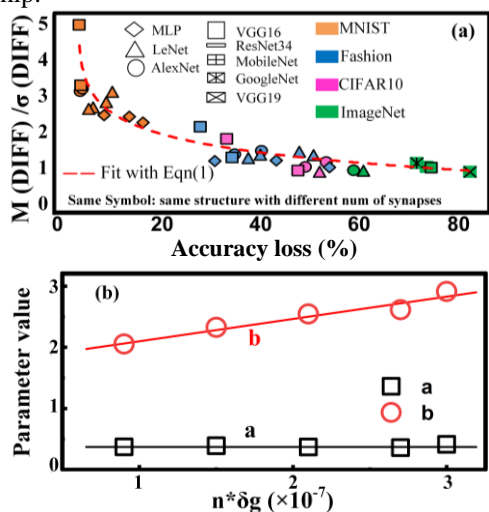 mp.
M (DIFF) /σ (DIFF)
5
4
3
2
1
0
(a)
MLP
LeNet
AlexNet
VGG16
ResNet34
MobileNet
GoogleNet
VGG19
MNIST
Fashion
CIFAR10
ImageNet
Fit with Eqn(1)
Same Symbol: same structure with different num of synapses
0 20 40 60 80
Accuracy loss (%)
(b)
Parameter value
3
2
1
0
b
a
a
b
1 2 3
n*δg (×10⁻⁷)